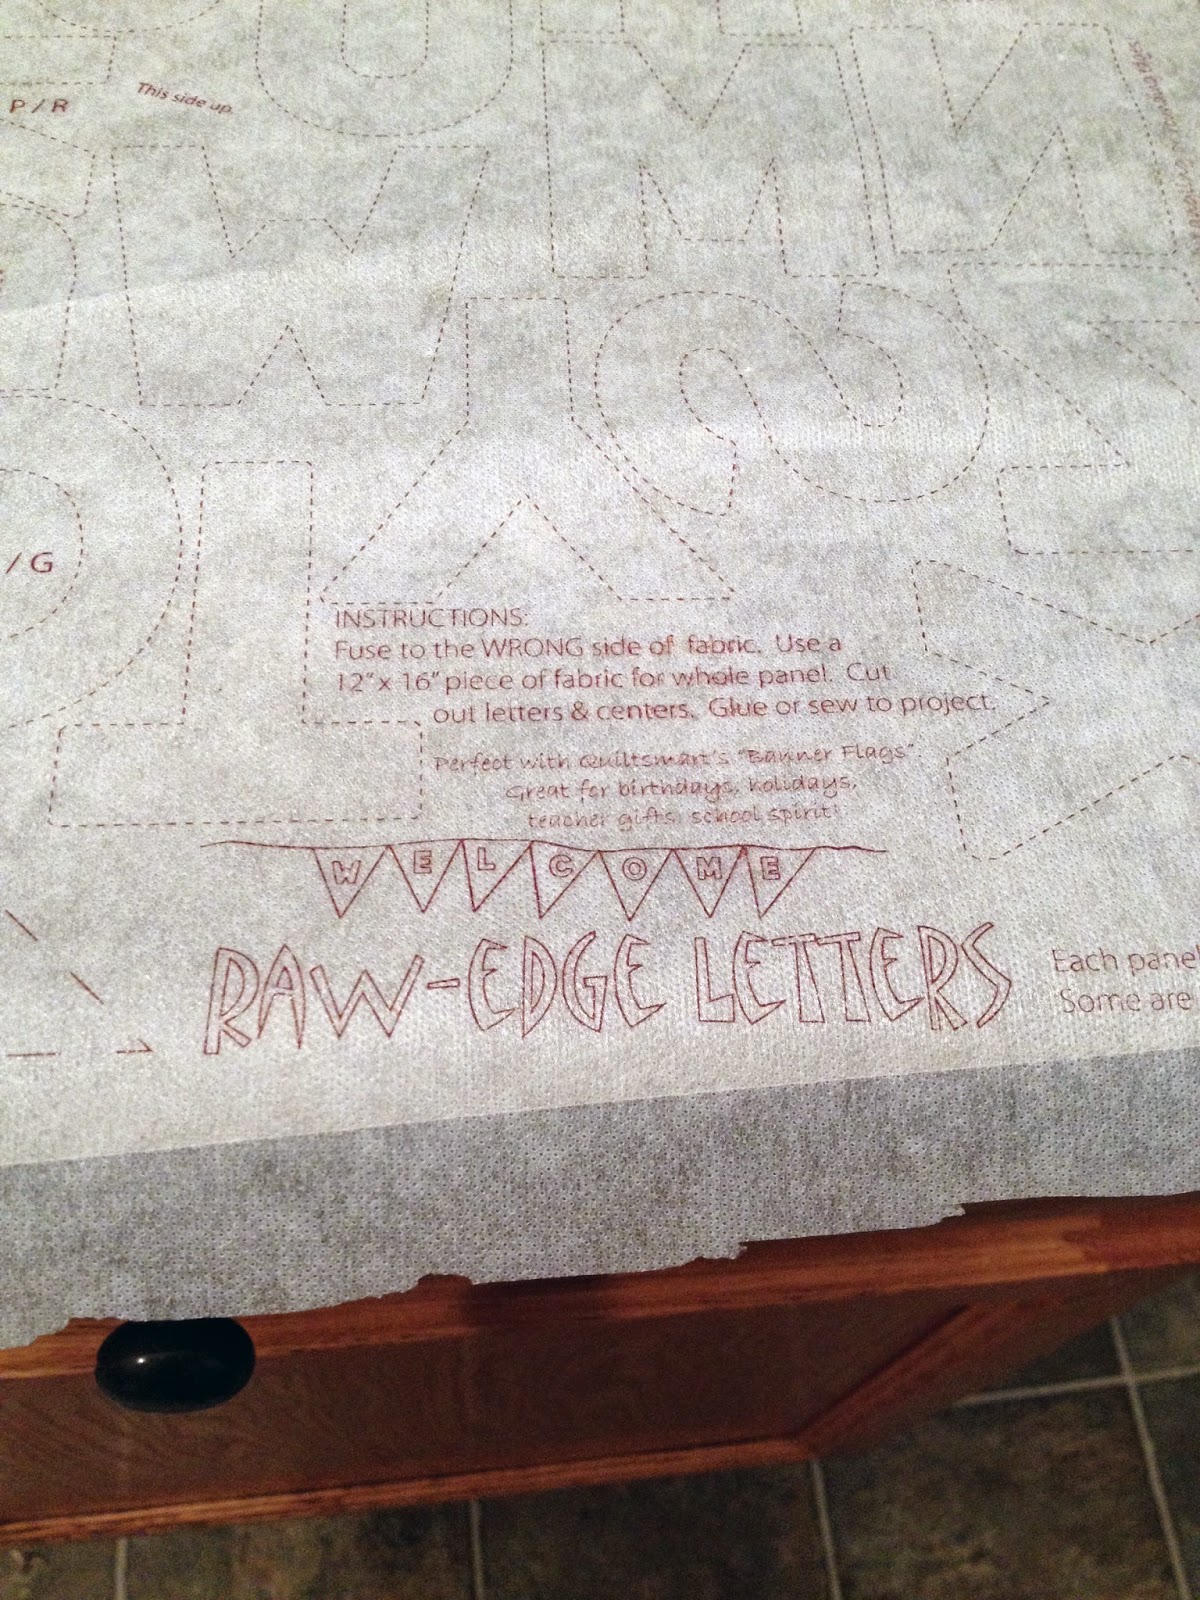 P / R
This side up.
/ G
INSTRUCTIONS:
Fuse to the WRONG side of fabric. Use a
12" x 16" piece of fabric for whole panel. Cut
out letters & centers. Glue or sew to project.
Perfect with Quiltsmart's "Banner Flags".
Great for birthdays, holidays,
teacher gifts, school spirit!
WELCOME
RAW-EDGE LETTERS
Each pane
Some are